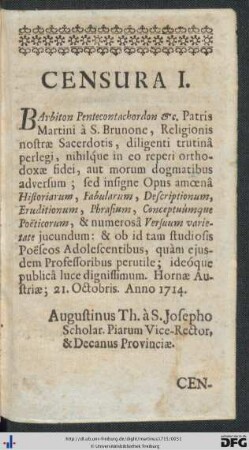 CENSURA I.
BArbiton Pentecontachordon &c. Patris
Martini à S. Brunone, Religionis
nostræ Sacerdotis, diligenti trutinâ
perlegi, nihilque in eo reperi ortho-
doxæ fidei, aut morum dogmatibus
adversum; sed insigne Opus amœnâ
Historiarum, Fabularum, Descriptionum,
Eruditionum, Phrasium, Conceptuúmque
Poëticorum, & numerosâ Versuum varie-
tate jucundum: & ob id tam studiosis
Poëseos Adolescentibus, quàm ejus-
dem Professoribus perutile; ideóque
publicâ luce dignissimum. Hornæ Au-
striæ; 21. Octobris. Anno 1714.
Augustinus Th. à S. Josepho
Scholar. Piarum Vice-Rector,
& Decanus Provinciæ.
CEN-
© Universitätsbibliothek Freiburg